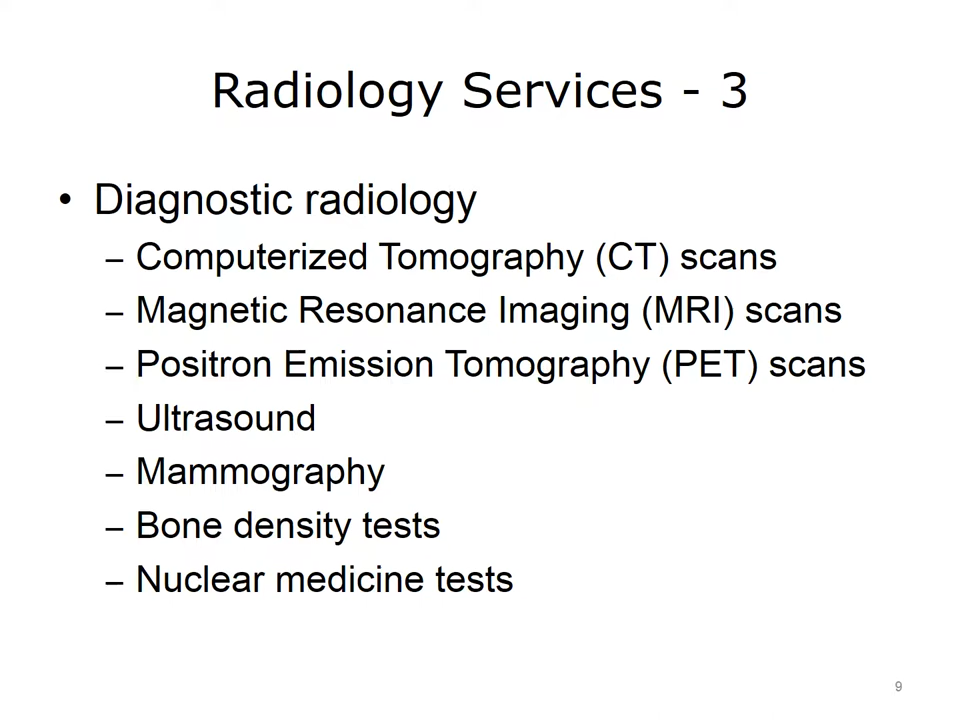 Radiology Services - 3
• Diagnostic radiology
– Computerized Tomography (CT) scans
– Magnetic Resonance Imaging (MRI) scans
– Positron Emission Tomography (PET) scans
– Ultrasound
– Mammography
– Bone density tests
– Nuclear medicine tests
9